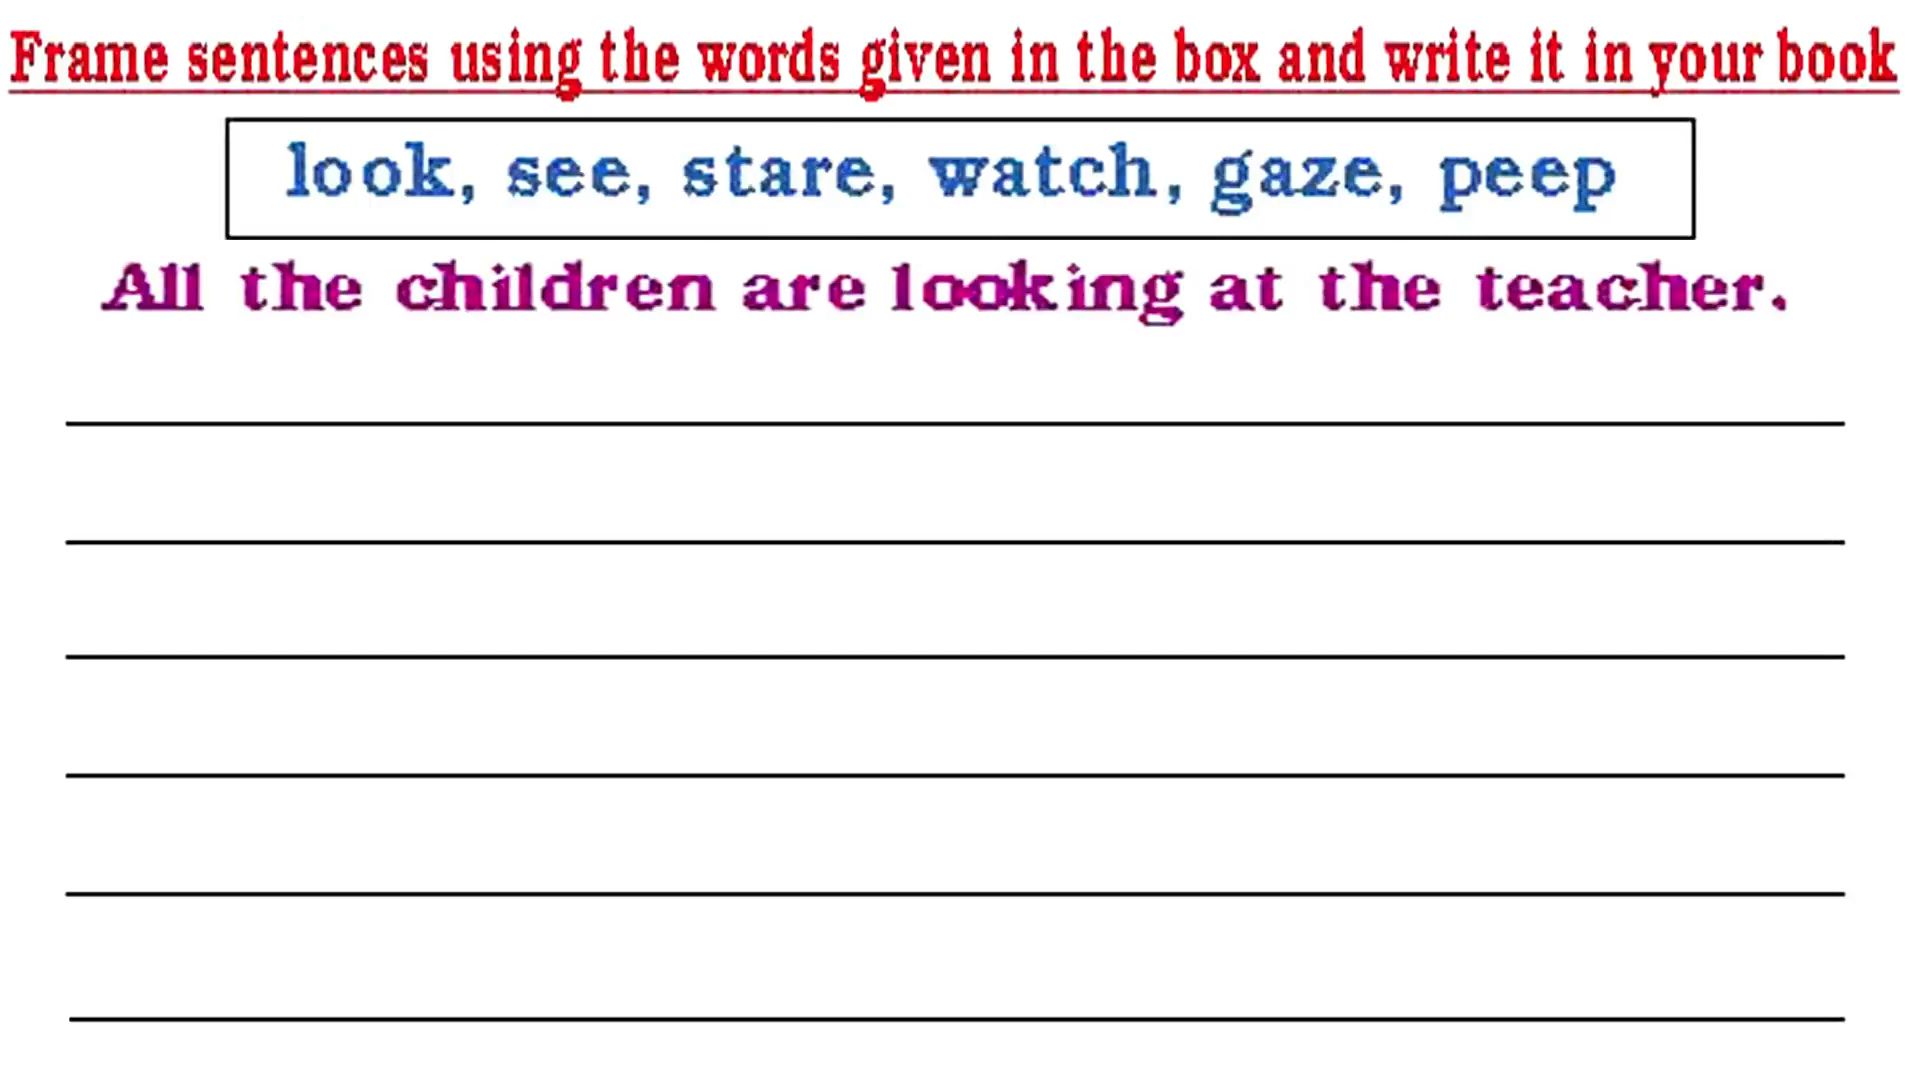 Frame sentences using the words given in the box and write it in your book
look, see, stare, watch, gaze, peep
All the children are looking at the teacher.